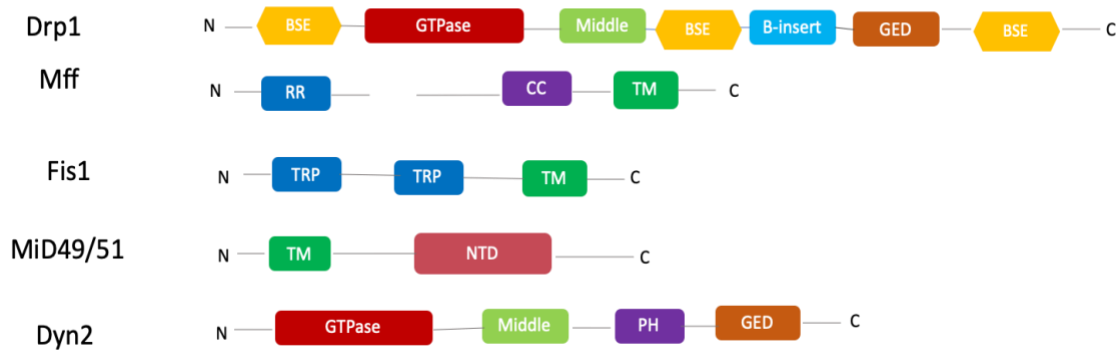 Drp1 N BSE GTPase Middle BSE B-insert GED BSE C
Mff N RR CC TM C
Fis1 N TRP TRP TM C
MiD49/51 N TM NTD C
Dyn2 N GTPase Middle PH GED C